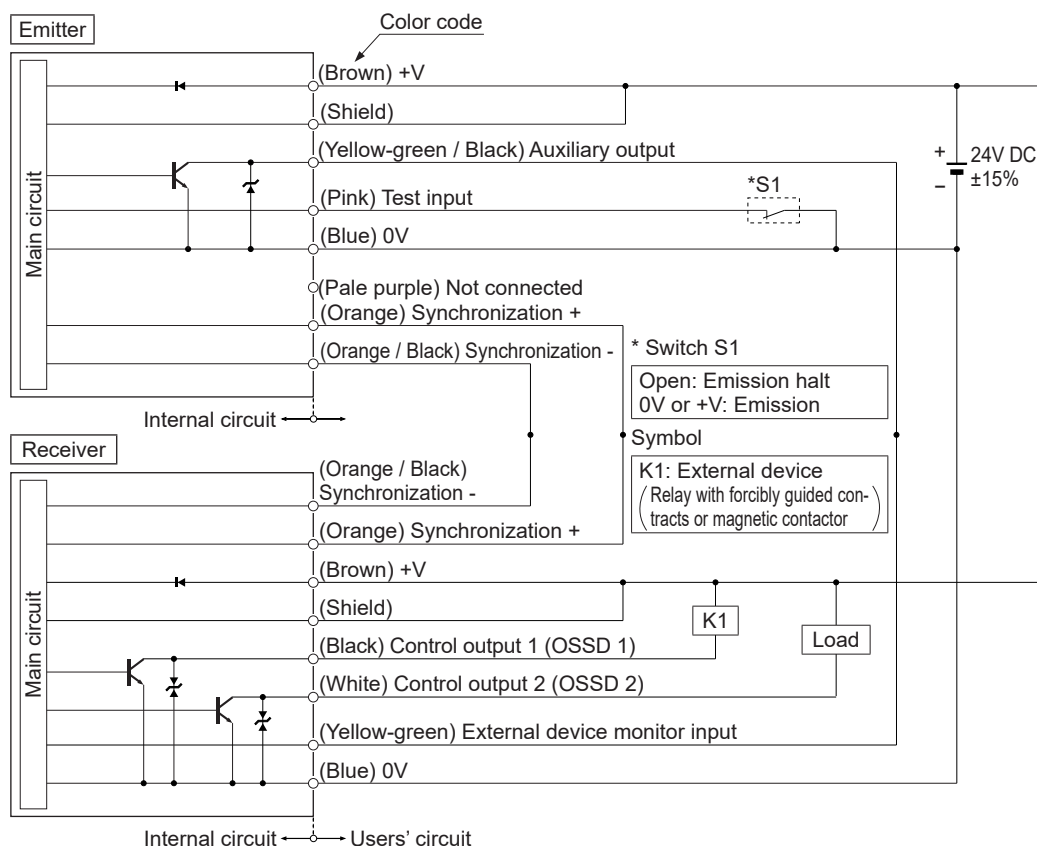 Emitter
Color code
Main circuit
(Brown) +V
(Shield)
(Yellow-green / Black) Auxiliary output
+
24V DC
−
±15%
*S1
(Pink) Test input
(Blue) 0V
(Pale purple) Not connected
(Orange) Synchronization +
(Orange / Black) Synchronization -
Internal circuit
* Switch S1
Open: Emission halt
0V or +V: Emission
Symbol
K1: External device
(Relay with forcibly guided con-
tracts or magnetic contactor)
Receiver
Main circuit
(Orange / Black)
Synchronization -
(Orange) Synchronization +
(Brown) +V
(Shield)
K1
Load
(Black) Control output 1 (OSSD 1)
(White) Control output 2 (OSSD 2)
(Yellow-green) External device monitor input
(Blue) 0V
Internal circuit
Users' circuit